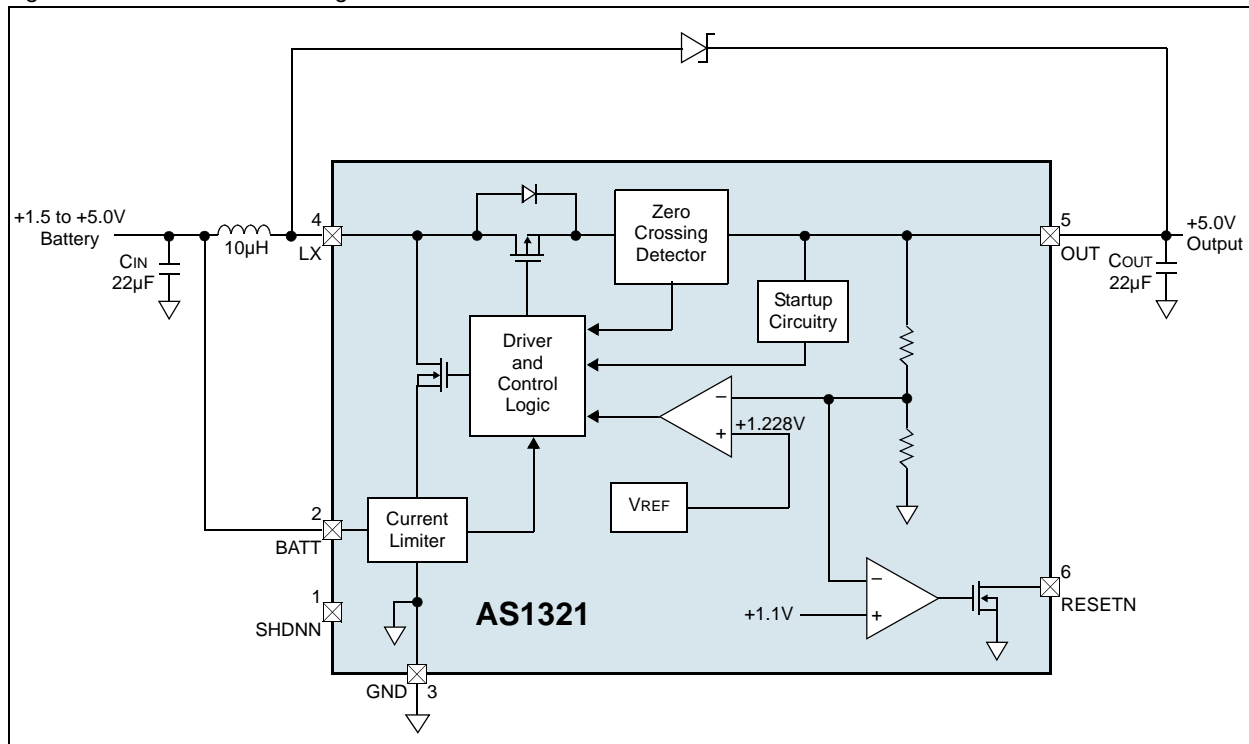 +1.5 to +5.0V
Battery
CIN
22µF
10µH
4
LX
Zero
Crossing
Detector
5
OUT
+5.0V
Output
COUT
22µF
Startup
Circuitry
Driver
and
Control
Logic
−
+1.228V
+
VREF
2
BATT
Current
Limiter
1
SHDNN
AS1321
−
+1.1V
+
6
RESETN
GND
3